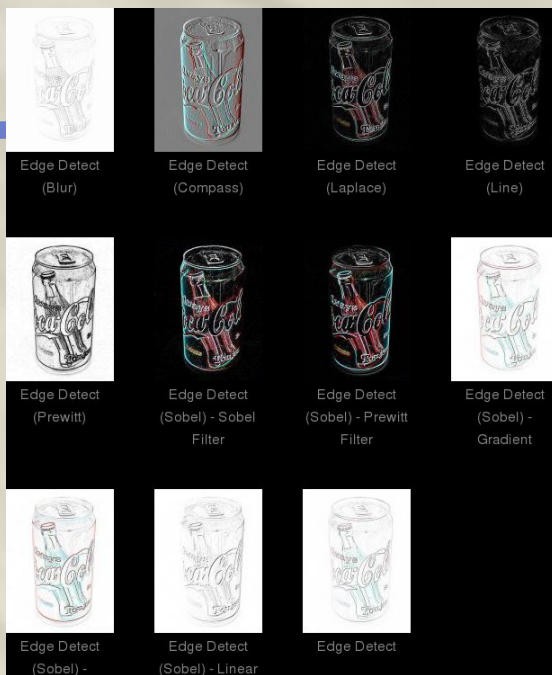 Edge Detect
(Blur)
Edge Detect
(Compass)
Edge Detect
(Laplace)
Edge Detect
(Line)
Edge Detect
(Prewitt)
Edge Detect
(Sobel) - Sobel
Filter
Edge Detect
(Sobel) - Prewitt
Filter
Edge Detect
(Sobel) -
Gradient
Edge Detect
(Sobel) -
Edge Detect
(Sobel) - Linear
Edge Detect